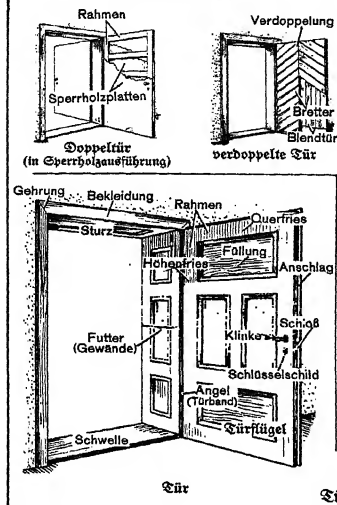 Rahmen
Sperrholzplatten
Doppeltür
(in Sperrholzausführung)
Verdoppelung
Bretter
Blendtür
verdoppelte Tür
Gehrung
Bekleidung
Rahmen
Querfries
Sturz
Füllung
Höhenfries
Anschlag
Futter
(Gewände)
Klinke
Schloß
Schlüsselschild
Angel
(Türband)
Türflügel
Schwelle
Tür